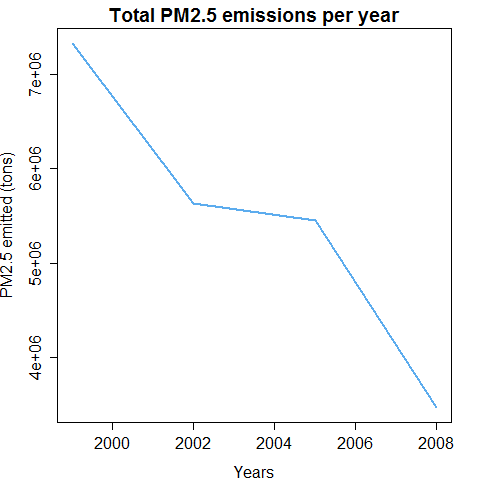 Total PM2.5 emissions per year
PM2.5 emitted (tons)
7e+06
6e+06
5e+06
4e+06
2000 2002 2004 2006 2008
Years